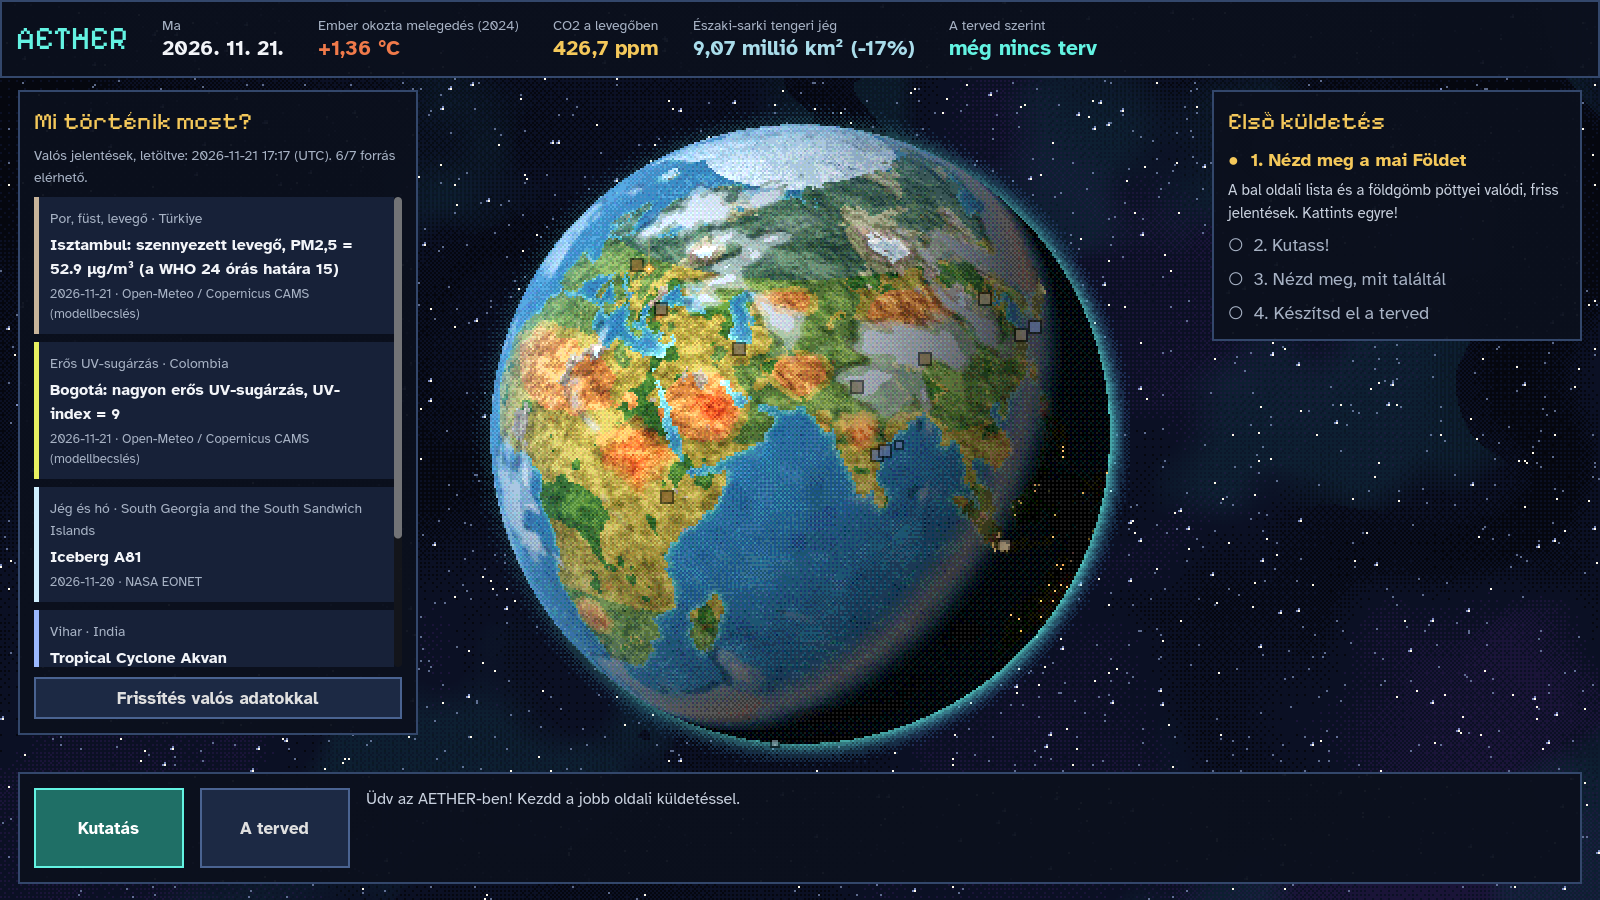 AETHER
Ma
2026. 11. 21.
Ember okozta melegedés (2024)
+1,36 °C
CO2 a levegőben
426,7 ppm
Északi-sarki tengeri jég
9,07 millió km² (-17%)
A terved szerint
még nincs terv
Mi történik most?
Valós jelentések, letöltve: 2026-11-21 17:17 (UTC). 6/7 forrás
elérhető.
Por, füst, levegő · Türkiye
Isztambul: szennyezett levegő, PM2,5 =
52.9 µg/m³ (a WHO 24 órás határa 15)
2026-11-21 · Open-Meteo / Copernicus CAMS
(modellbecslés)
Erős UV-sugárzás · Colombia
Bogotá: nagyon erős UV-sugárzás, UV-
index = 9
2026-11-21 · Open-Meteo / Copernicus CAMS
(modellbecslés)
Jég és hó · South Georgia and the South Sandwich
Islands
Iceberg A81
2026-11-20 · NASA EONET
Vihar · India
Tropical Cyclone Akvan
Frissítés valós adatokkal
Első küldetés
1. Nézd meg a mai Földet
A bal oldali lista és a földgömb pöttyei valódi, friss
jelentések. Kattints egyre!
2. Kutass!
3. Nézd meg, mit találtál
4. Készítsd el a terved
Kutatás
A terved
Üdv az AETHER-ben! Kezdd a jobb oldali küldetéssel.